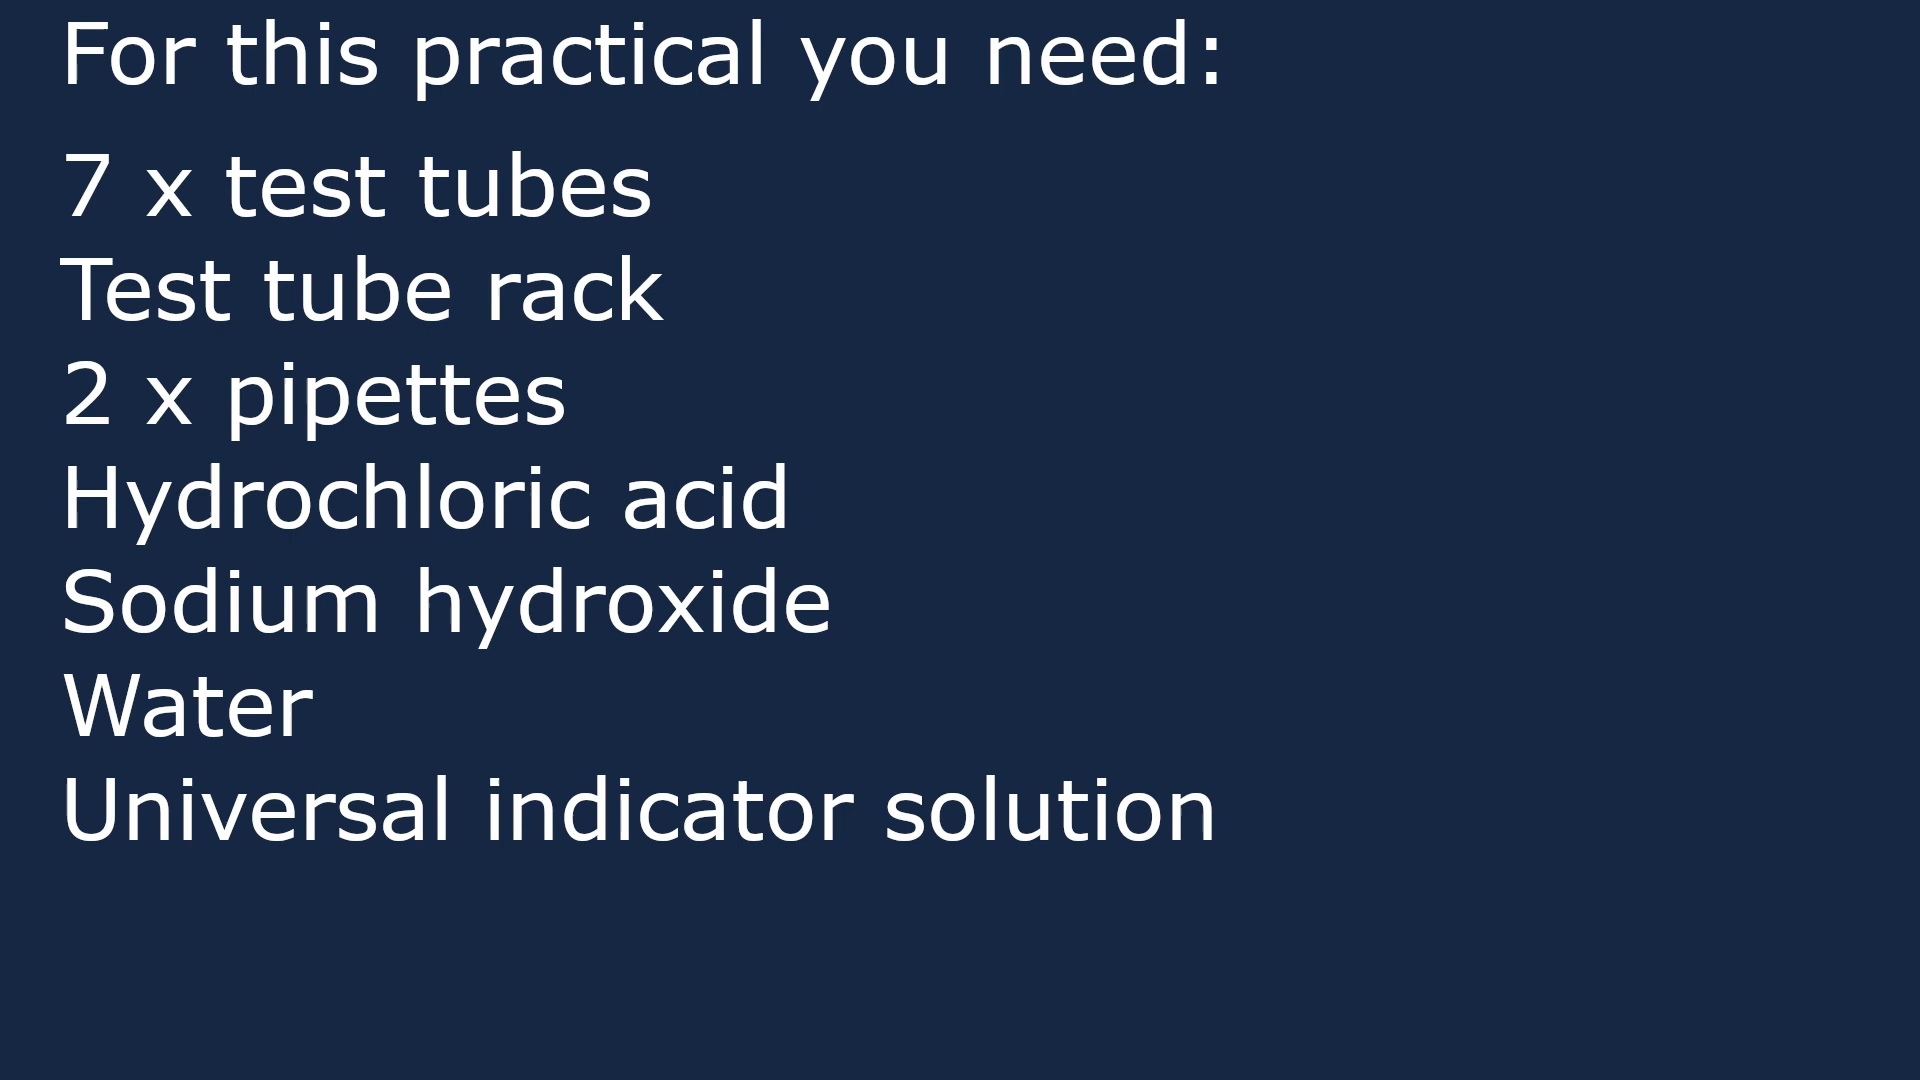 For this practical you need:
7 x test tubes
Test tube rack
2 x pipettes
Hydrochloric acid
Sodium hydroxide
Water
Universal indicator solution